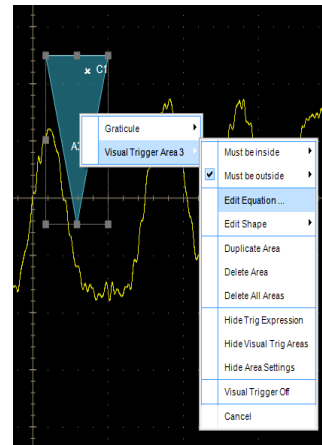 x C1
Graticule
A3
Visual Trigger Area 3
Must be inside
Must be outside
Edit Equation ...
Edit Shape
Duplicate Area
Delete Area
Delete All Areas
Hide Trig Expression
Hide Visual Trig Areas
Hide Area Settings
Visual Trigger Off
Cancel